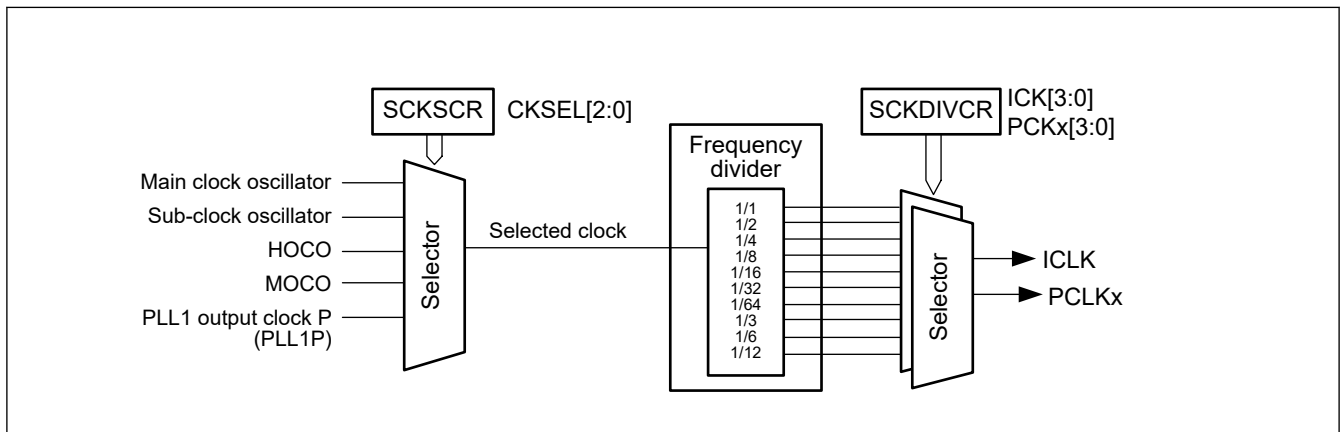 SCKSCR CKSEL[2:0]
SCKDIVCR
ICK[3:0]
PCKx[3:0]
Main clock oscillator
Sub-clock oscillator
HOCO
MOCO
PLL1 output clock P
(PLL1P)
Selector
Selected clock
Frequency
divider
1/1
1/2
1/4
1/8
1/16
1/32
1/64
1/3
1/6
1/12
Selector
ICLK
PCLKx